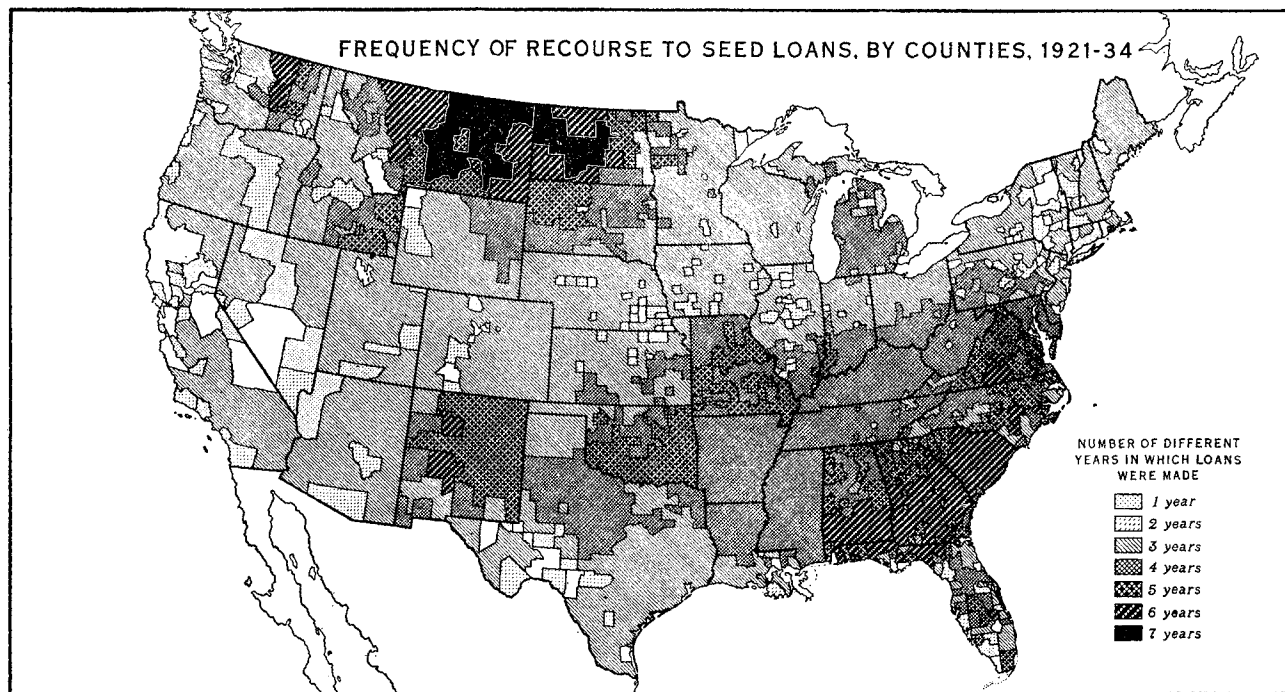 FREQUENCY OF RECOURSE TO SEED LOANS, BY COUNTIES, 1921-34
NUMBER OF DIFFERENT
YEARS IN WHICH LOANS
WERE MADE
1 year
2 years
3 years
4 years
5 years
6 years
7 years